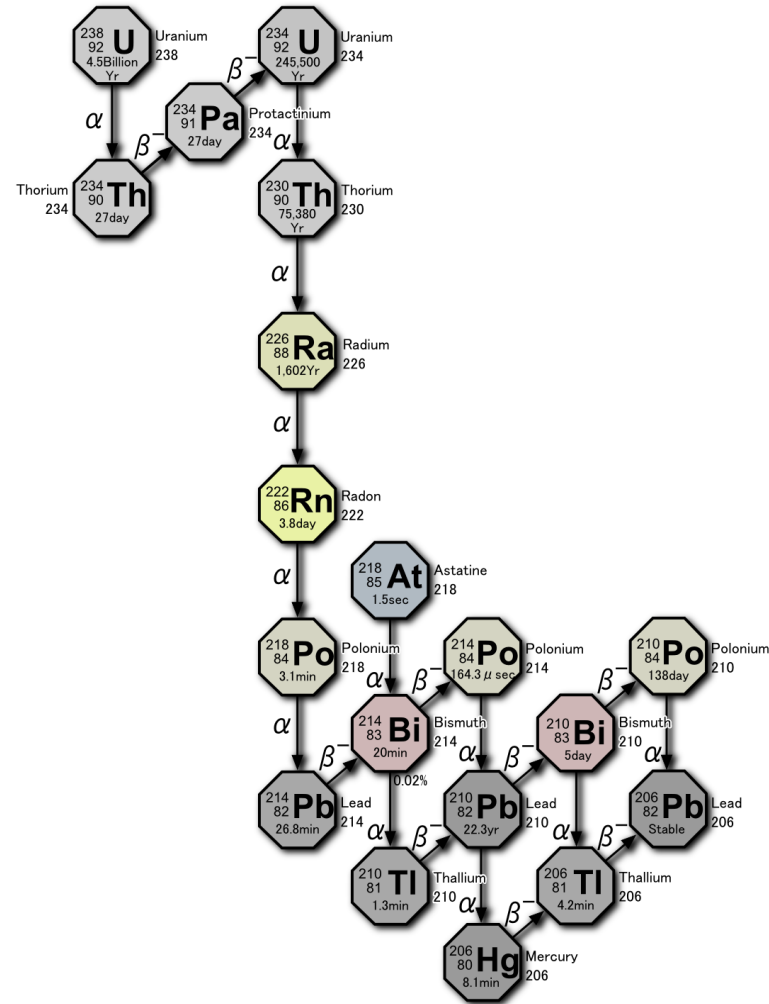 238
92 U
4.5Billion
Yr
Uranium
238
α
234
90 Th
27day
Thorium
234
β−
234
91 Pa
27day
Protactinium
234
β−
234
92 U
245,500
Yr
Uranium
234
α
230
90 Th
75,380
Yr
Thorium
230
α
226
88 Ra
1,602Yr
Radium
226
α
222
86 Rn
3.8day
Radon
222
α
218
84 Po
3.1min
Polonium
218
α
214
82 Pb
26.8min
Lead
214
β−
218
85 At
1.5sec
Astatine
218
α
214
83 Bi
20min
Bismuth
214
0.02%
β−
α
214
84 Po
164.3μsec
Polonium
214
α
210
81 Tl
1.3min
Thallium
210
β−
210
82 Pb
22.3yr
Lead
210
β−
α
210
83 Bi
5day
Bismuth
210
β−
α
210
84 Po
138day
Polonium
210
α
206
80 Hg
8.1min
Mercury
206
β−
206
81 Tl
4.2min
Thallium
206
β−
206
82 Pb
Stable
Lead
206